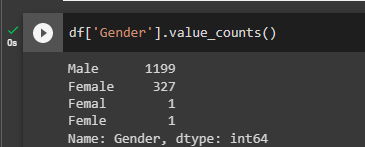 df['Gender'].value_counts()
0s
Male 1199
Female 327
Femal 1
Femle 1
Name: Gender, dtype: int64